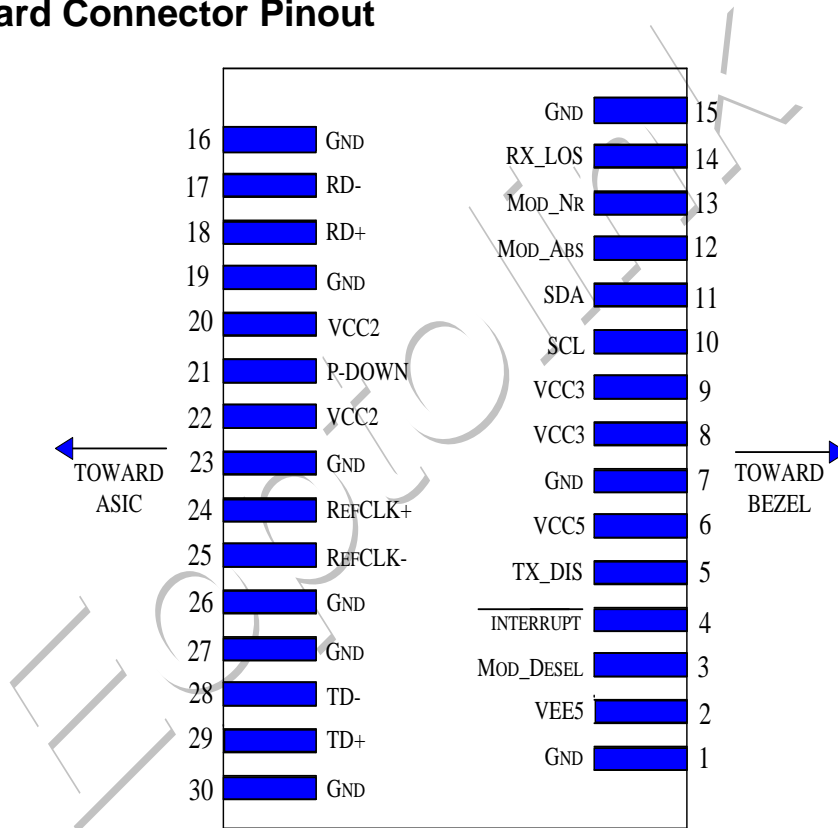 ard Connector Pinout
16 GND
17 RD-
18 RD+
19 GND
20 VCC2
21 P-DOWN
22 VCC2
23 GND
24 REFCLK+
25 REFCLK-
26 GND
27 GND
28 TD-
29 TD+
30 GND
GND 15
RX_LOS 14
MOD_NR 13
MOD_ABS 12
SDA 11
SCL 10
VCC3 9
VCC3 8
GND 7
VCC5 6
TX_DIS 5
INTERRUPT 4
MOD_DESEL 3
VEE5 2
GND 1
TOWARD
ASIC
TOWARD
BEZEL
Eoptolink